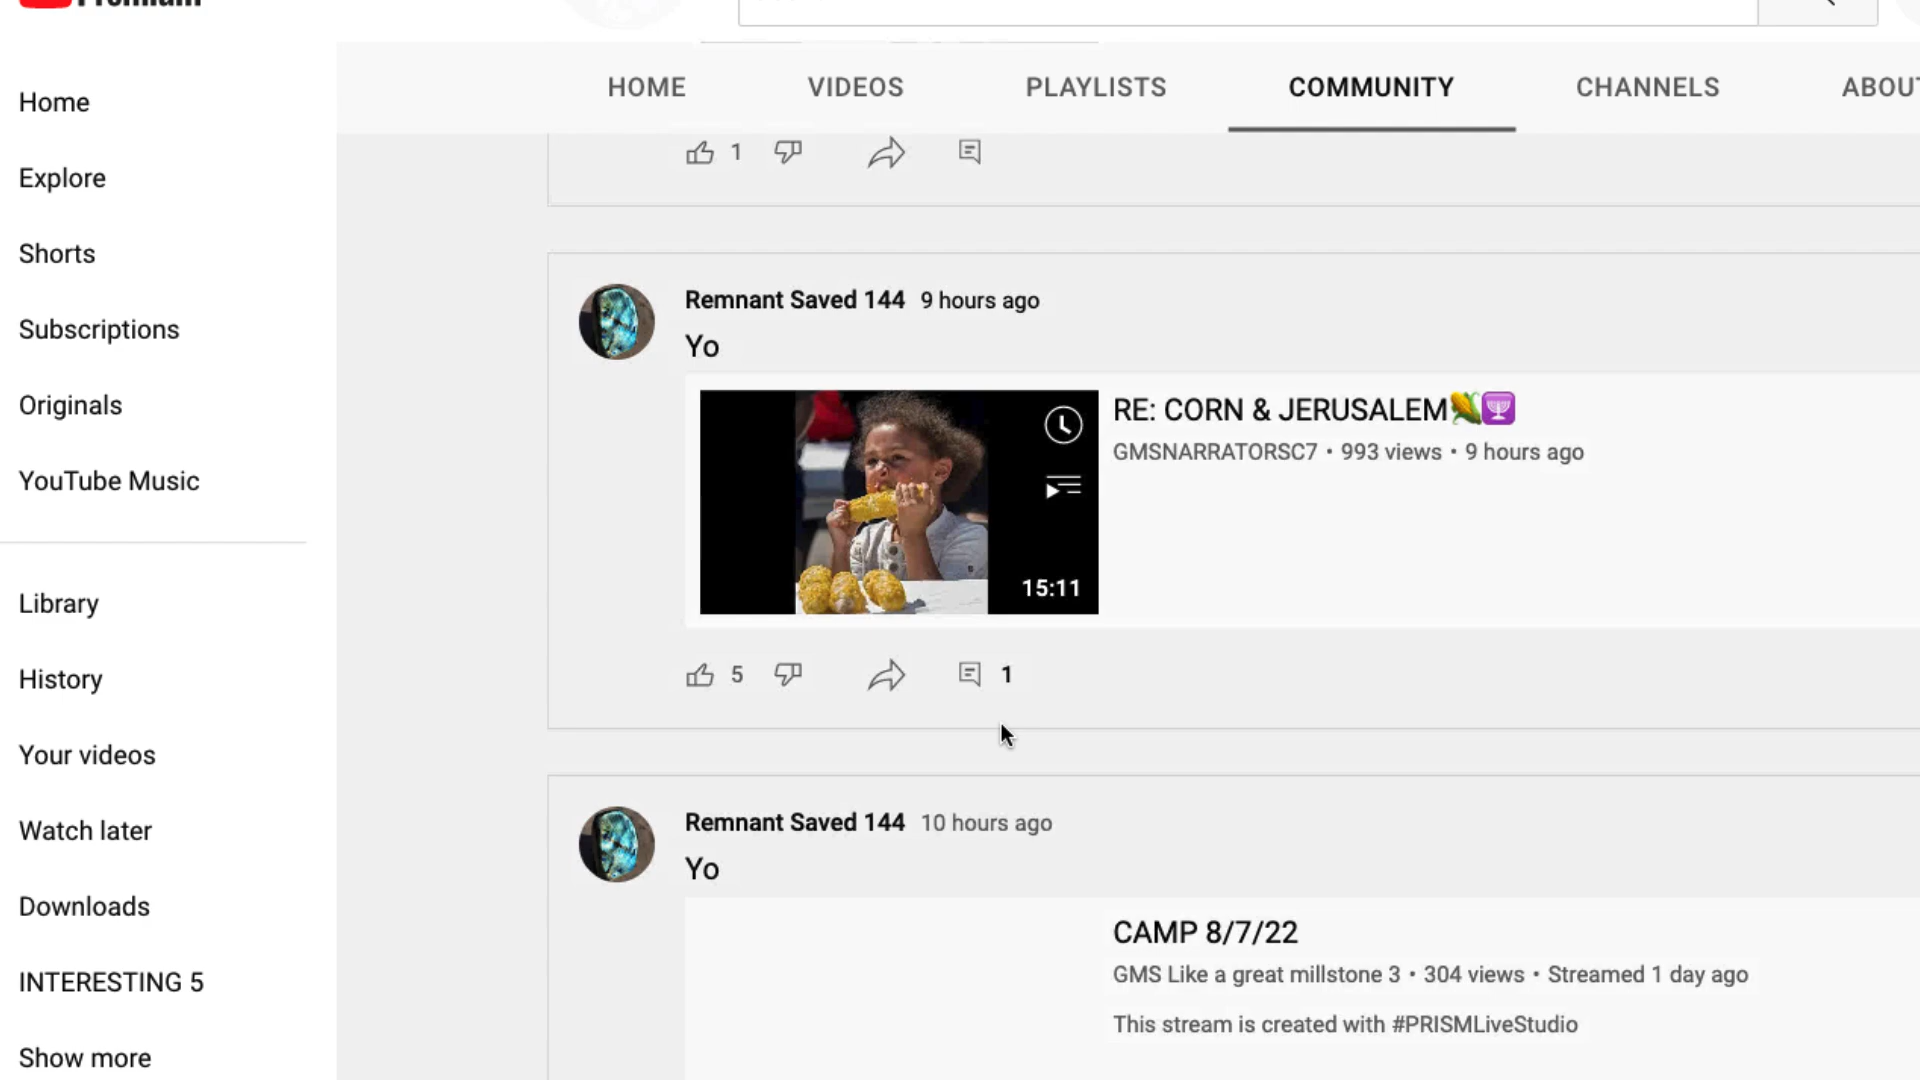 Premium
Home
Explore
Shorts
Subscriptions
Originals
YouTube Music
Library
History
Your videos
Watch later
Downloads
INTERESTING 5
Show more
HOME VIDEOS PLAYLISTS COMMUNITY CHANNELS ABOUT
1
Remnant Saved 144 9 hours ago
Yo
15:11
RE: CORN & JERUSALEM🌽🕎
GMSNARRATORSC7 • 993 views • 9 hours ago
5 1
Remnant Saved 144 10 hours ago
Yo
CAMP 8/7/22
GMS Like a great millstone 3 • 304 views • Streamed 1 day ago
This stream is created with #PRISMLiveStudio